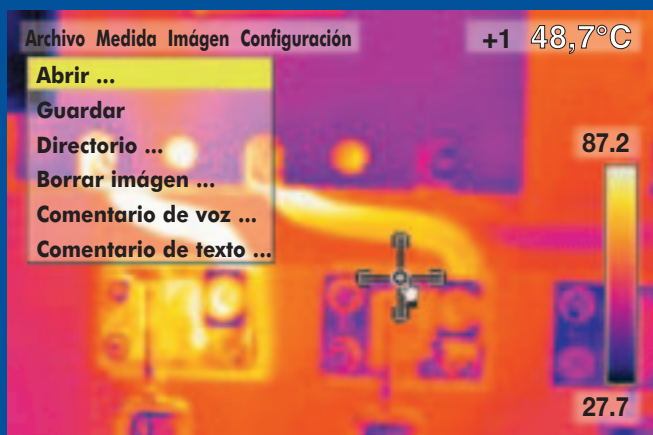 Archivo Medida Imágen Configuración
+1 48,7°C
Abrir ...
Guardar
Directorio ...
Borrar imágen ...
Comentario de voz ...
Comentario de texto ...
87.2
27.7